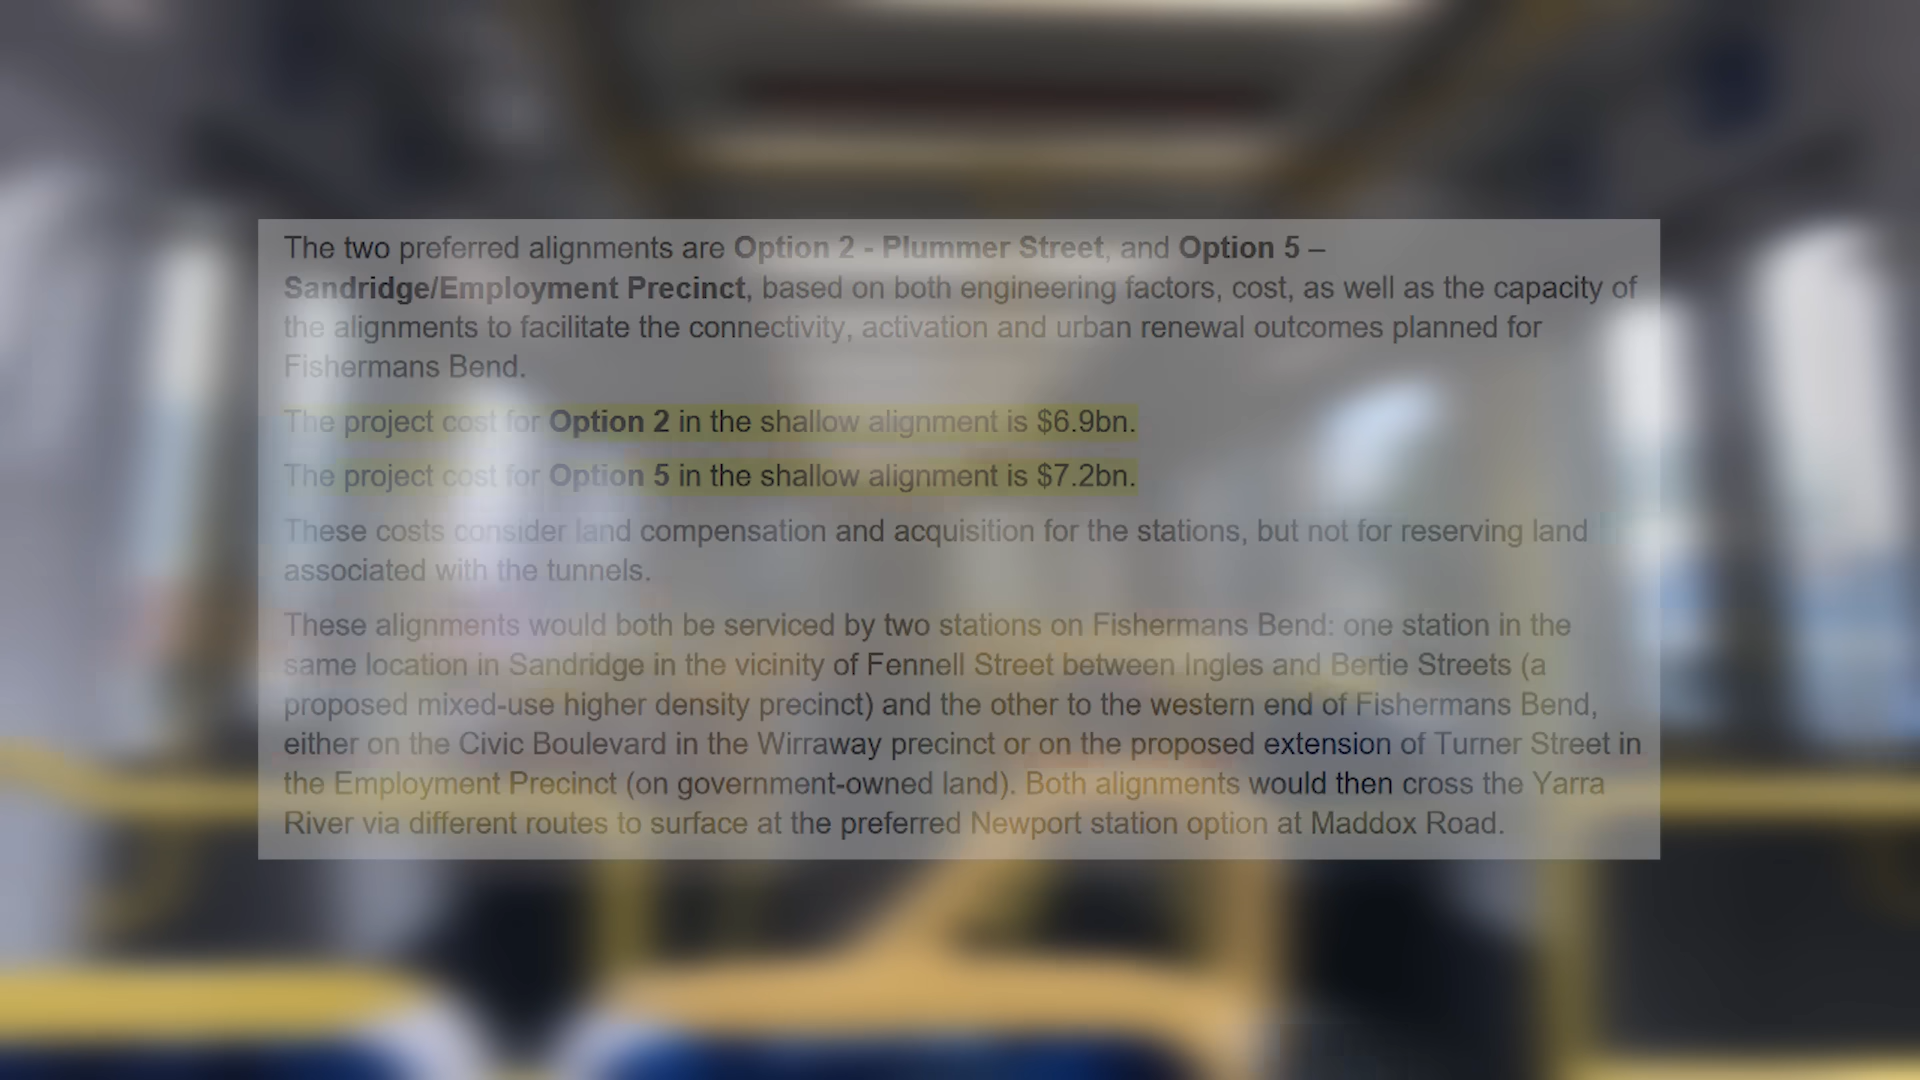 The two preferred alignments are Option 2 - Plummer Street, and Option 5 –
Sandridge/Employment Precinct, based on both engineering factors, cost, as well as the capacity of
the alignments to facilitate the connectivity, activation and urban renewal outcomes planned for
Fishermans Bend.
The project cost for Option 2 in the shallow alignment is $6.9bn.
The project cost for Option 5 in the shallow alignment is $7.2bn.
These costs consider land compensation and acquisition for the stations, but not for reserving land
associated with the tunnels.
These alignments would both be serviced by two stations on Fishermans Bend: one station in the
same location in Sandridge in the vicinity of Fennell Street between Ingles and Bertie Streets (a
proposed mixed-use higher density precinct) and the other to the western end of Fishermans Bend,
either on the Civic Boulevard in the Wirraway precinct or on the proposed extension of Turner Street in
the Employment Precinct (on government-owned land). Both alignments would then cross the Yarra
River via different routes to surface at the preferred Newport station option at Maddox Road.